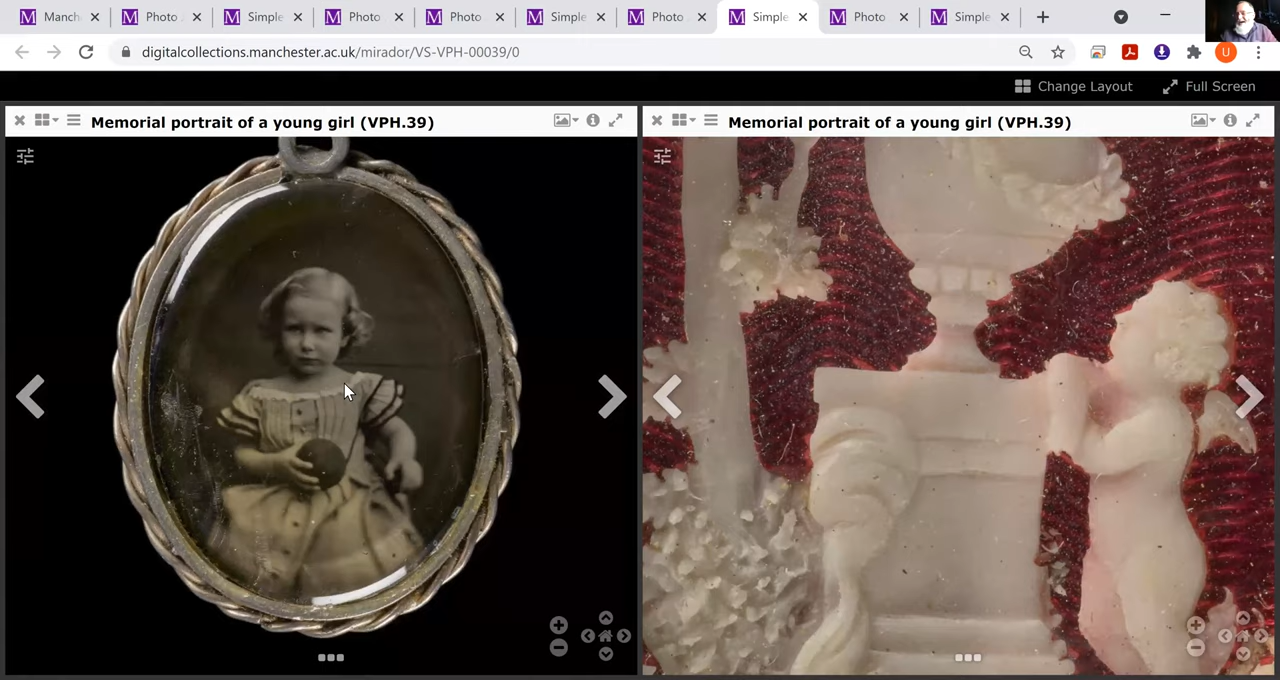 Manch
Photo
Simple
Photo
Photo
Simple
Photo
Simple
Photo
Simple
digitalcollections.manchester.ac.uk/mirador/VS-VPH-00039/0
U
Change Layout
Full Screen
Memorial portrait of a young girl (VPH.39)
Memorial portrait of a young girl (VPH.39)